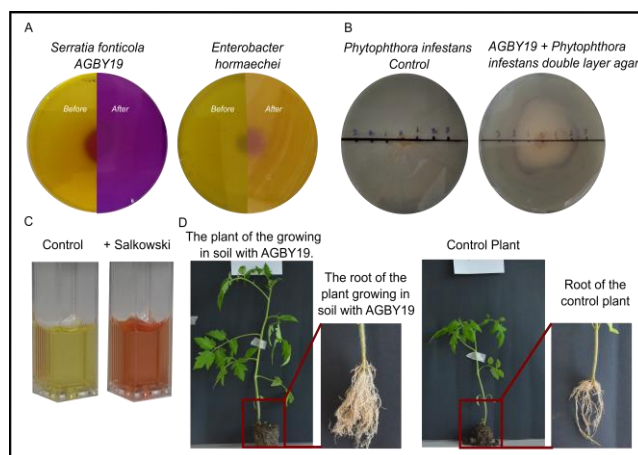 A
Serratia fonticola
AGBY19
Enterobacter
hormaechei
Before
After
Before
After
B
Phytophthora infestans
Control
AGBY19 + Phytophthora
infestans double layer agar
C
Control
+ Salkowski
D
The plant of the growing
in soil with AGBY19.
The root of the
plant growing in
soil with AGBY19
Control Plant
Root of the
control plant